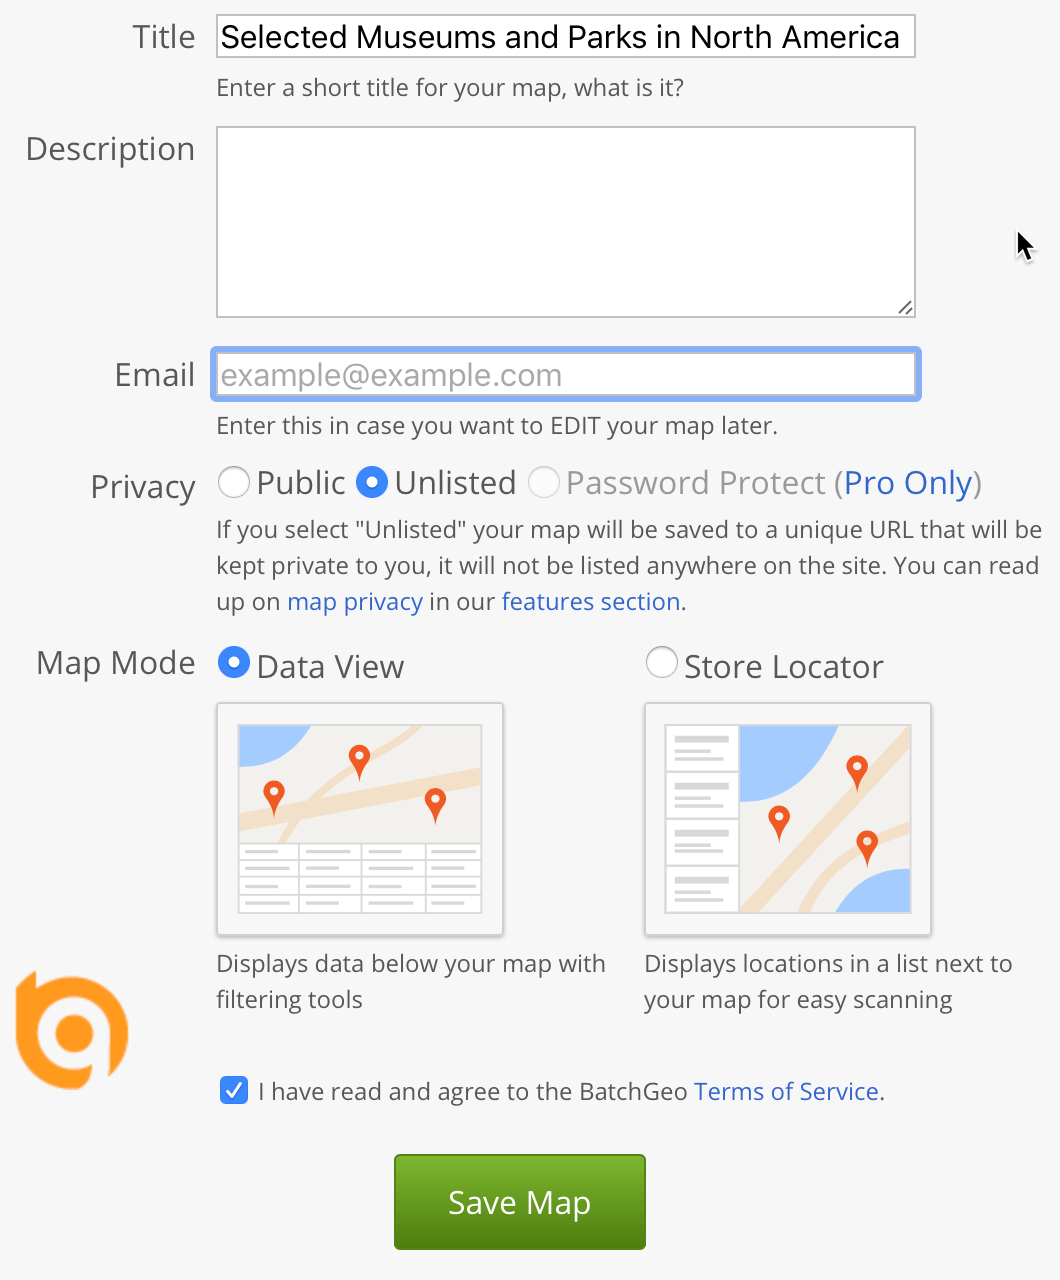 Title Selected Museums and Parks in North America
Enter a short title for your map, what is it?
Description
Email example@example.com
Enter this in case you want to EDIT your map later.
Privacy Public Unlisted Password Protect (Pro Only)
If you select "Unlisted" your map will be saved to a unique URL that will be
kept private to you, it will not be listed anywhere on the site. You can read
up on map privacy in our features section.
Map Mode Data View Store Locator
Displays data below your map with
filtering tools
Displays locations in a list next to
your map for easy scanning
I have read and agree to the BatchGeo Terms of Service.
Save Map